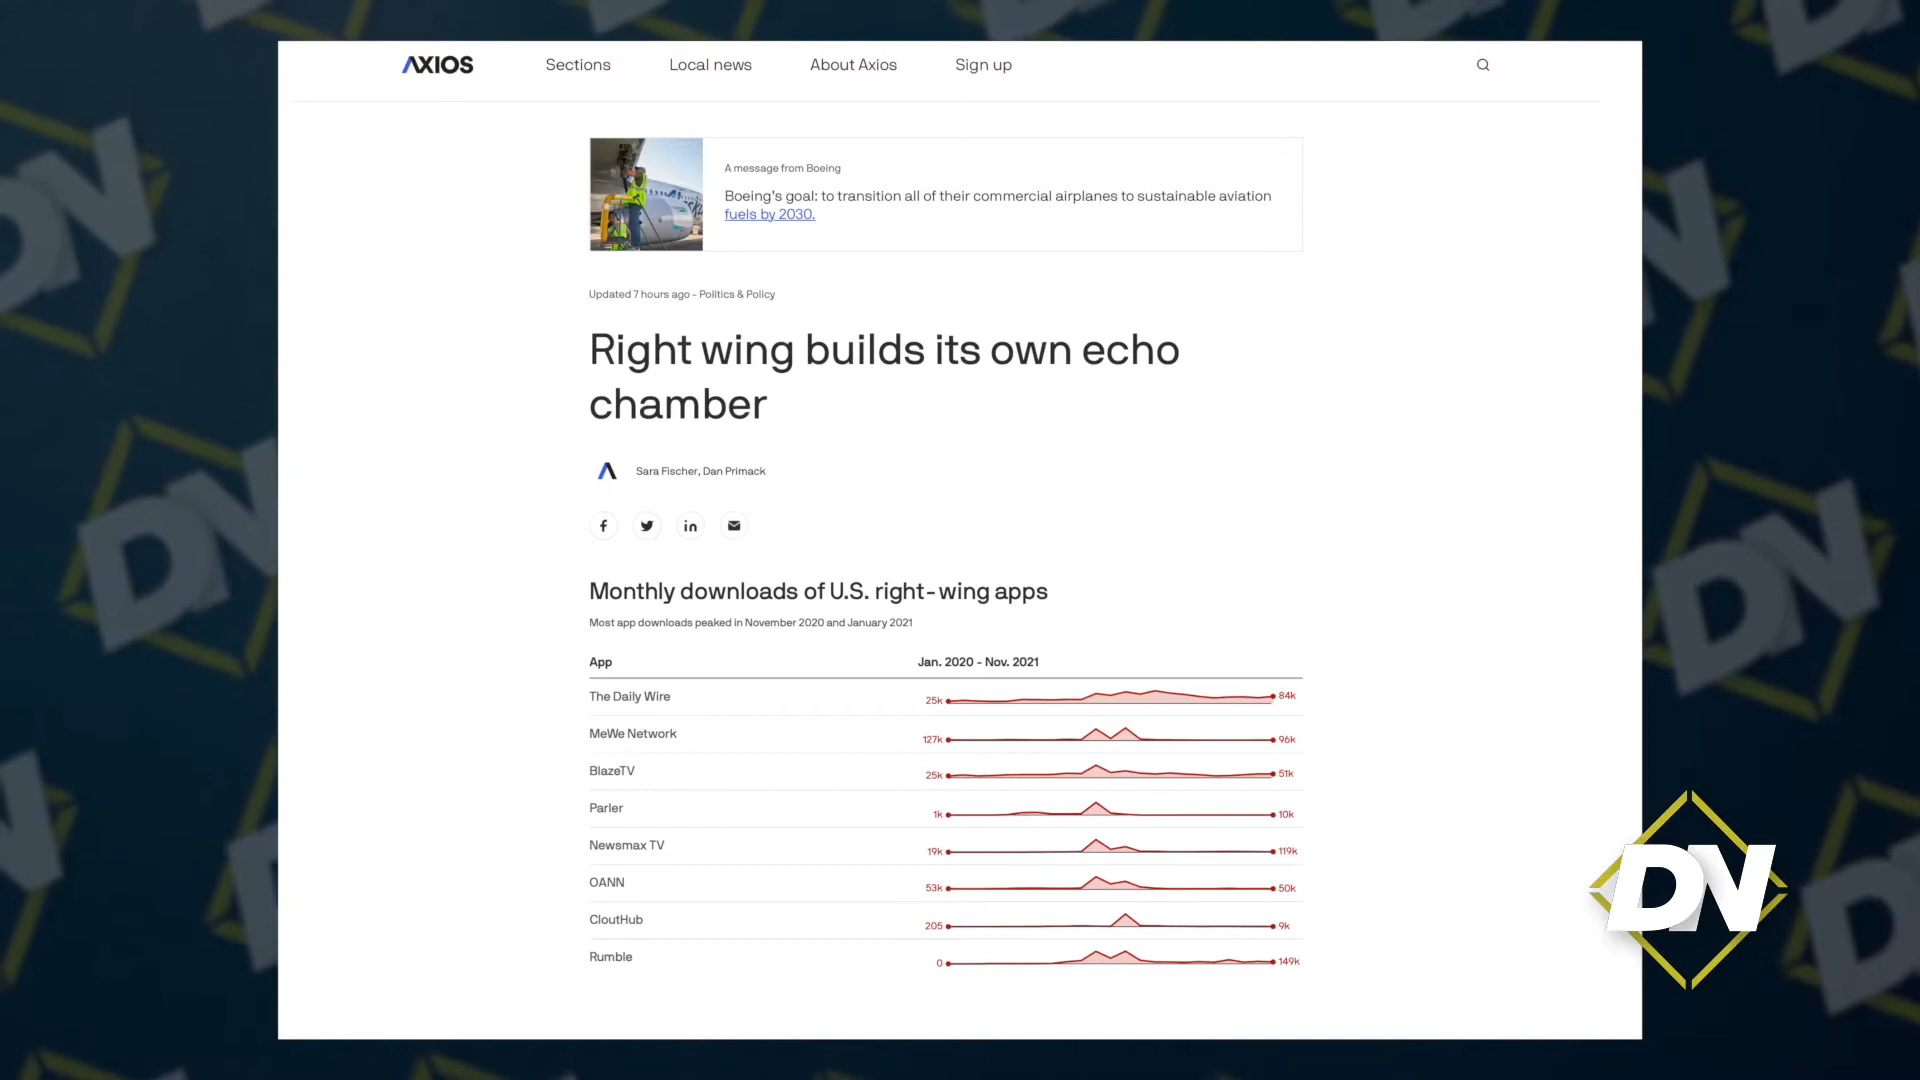 AXIOS Sections Local news About Axios Sign up
A message from Boeing
Boeing's goal: to transition all of their commercial airplanes to sustainable aviation
fuels by 2030.
Updated 7 hours ago - Politics & Policy
Right wing builds its own echo
chamber
Sara Fischer, Dan Primack
Monthly downloads of U.S. right-wing apps
Most app downloads peaked in November 2020 and January 2021
App Jan. 2020 - Nov. 2021
The Daily Wire 25k 84k
MeWe Network 127k 96k
BlazeTV 25k 51k
Parler 1k 10k
Newsmax TV 19k 119k
OANN 53k 50k
CloutHub 205 9k
Rumble 0 149k
DN